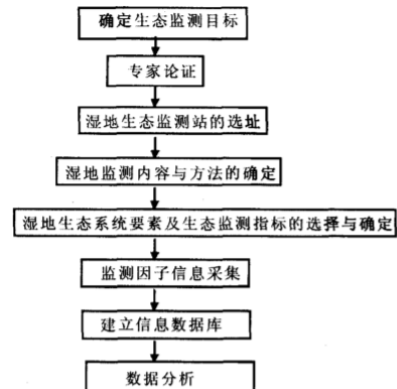 确定生态监测目标
专家论证
湿地生态监测站的选址
湿地监测内容与方法的确定
湿地生态系统要素及生态监测指标的选择与确定
监测因子信息采集
建立信息数据库
数据分析